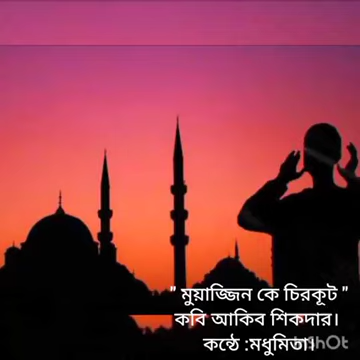 " মুয়াজ্জিন কে চিরকূট "
কবি আকিব শিকদার।
কন্ঠে :মধুমিতা।